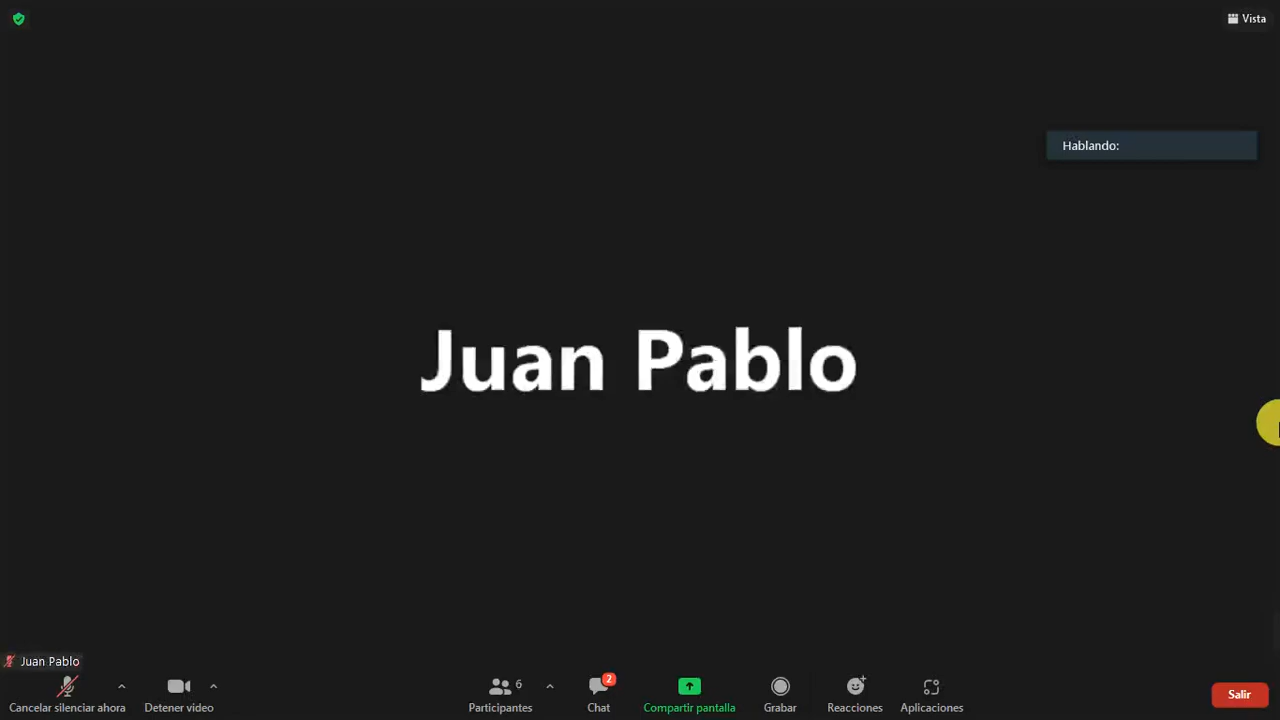 Vista
Hablando:
Juan Pablo
Juan Pablo
6
2
Cancelar silenciar ahora
Detener video
Participantes
Chat
Compartir pantalla
Grabar
Reacciones
Aplicaciones
Salir